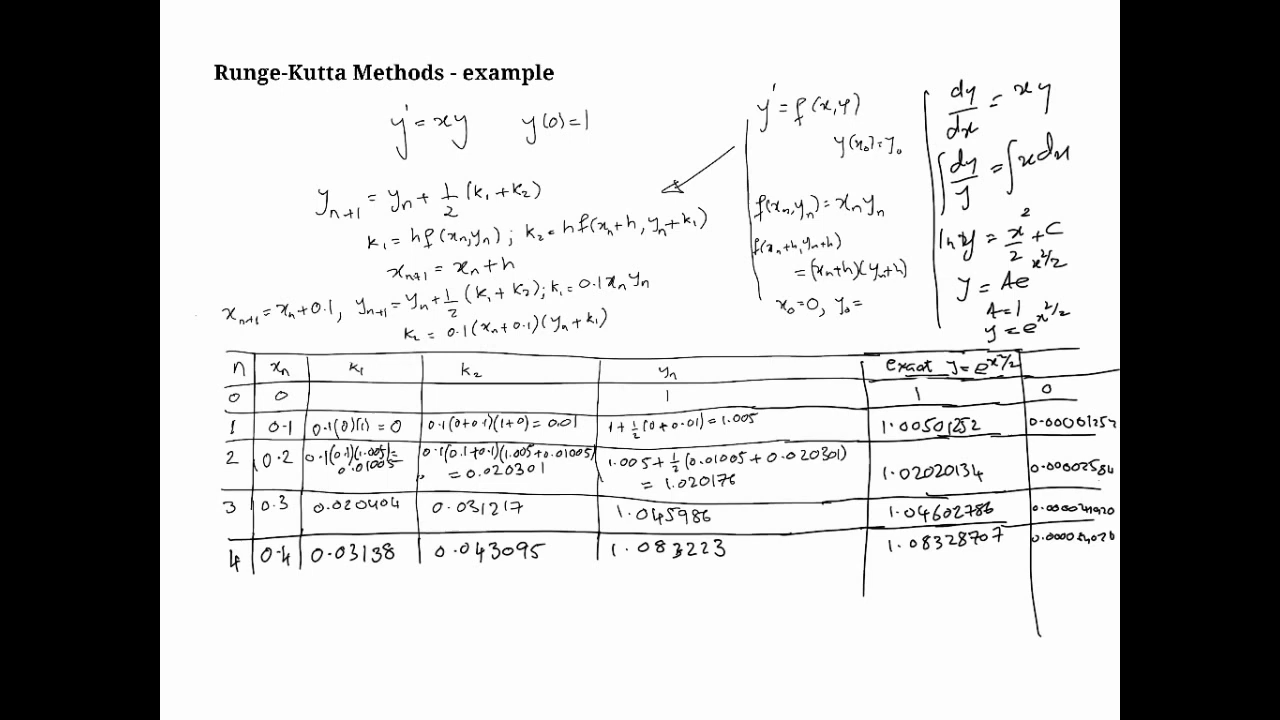 Runge-Kutta Methods - example
y' = xy    y(0)=1
y_{n+1} = y_n + 1/2 (k_1 + k_2)
k_1 = hf(x_n, y_n) ; k_2 = hf(x_n+h, y_n+k_1)
x_{n+1} = x_n + h
x_{n+1} = x_n + 0.1, y_{n+1} = y_n + 1/2 (k_1 + k_2); k_1 = 0.1 x_n y_n
k_2 = 0.1(x_n+0.1)(y_n+k_1)
y' = f(x,y)
y(x_0) = y_0
f(x_n, y_n) = x_n y_n
f(x_n+h, y_n+h)
= (x_n+h)(y_n+h)
x_0=0, y_0=
dy/dx = xy
∫ dy/y = ∫ x dx
ln y = x^2/2 + C
y = Ae^{x^2/2}
A=1
y = e^{x^2/2}
n x_n k_1 k_2 y_n exact y = e^{x^2/2}
0 0 1 1 0
1 0.1 0.1(0)(1) = 0 0.1(0+0.1)(1+0) = 0.01 1+1/2(0+0.01) = 1.005 1.00501252
2 0.2 0.1(0.1)(1.005)= 0.01005 0.1(0.1+0.1)(1.005+0.01005) = 0.020301 1.005+1/2(0.01005+0.020301) = 1.020176 1.02020134 0.00002584
3 0.3 0.020404 0.031217 1.045986 1.04602786
4 0.4 0.03138 0.043095 1.083223 1.08328707